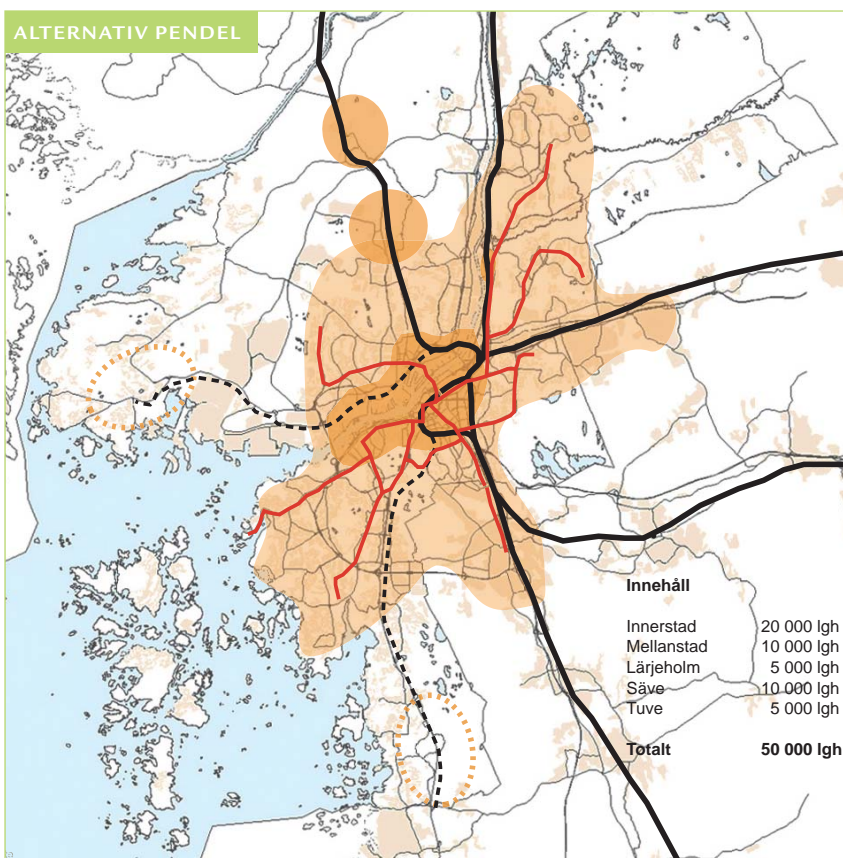 ALTERNATIV PENDEL
Innehåll
Innerstad 20 000 lgh
Mellanstad 10 000 lgh
Lärjeholm 5 000 lgh
Säve 10 000 lgh
Tuve 5 000 lgh
Totalt 50 000 lgh